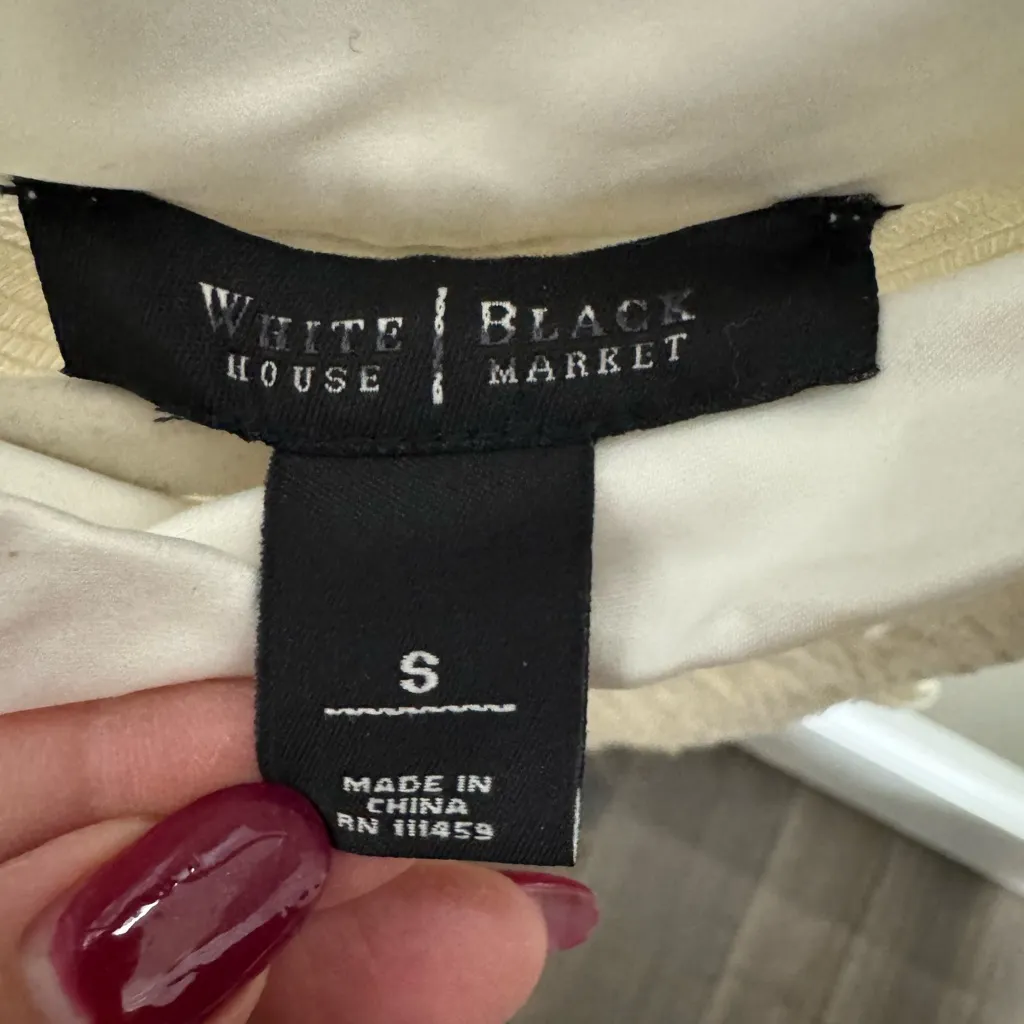 WHITE HOUSE | BLACK MARKET
S
MADE IN
CHINA
RN 111459